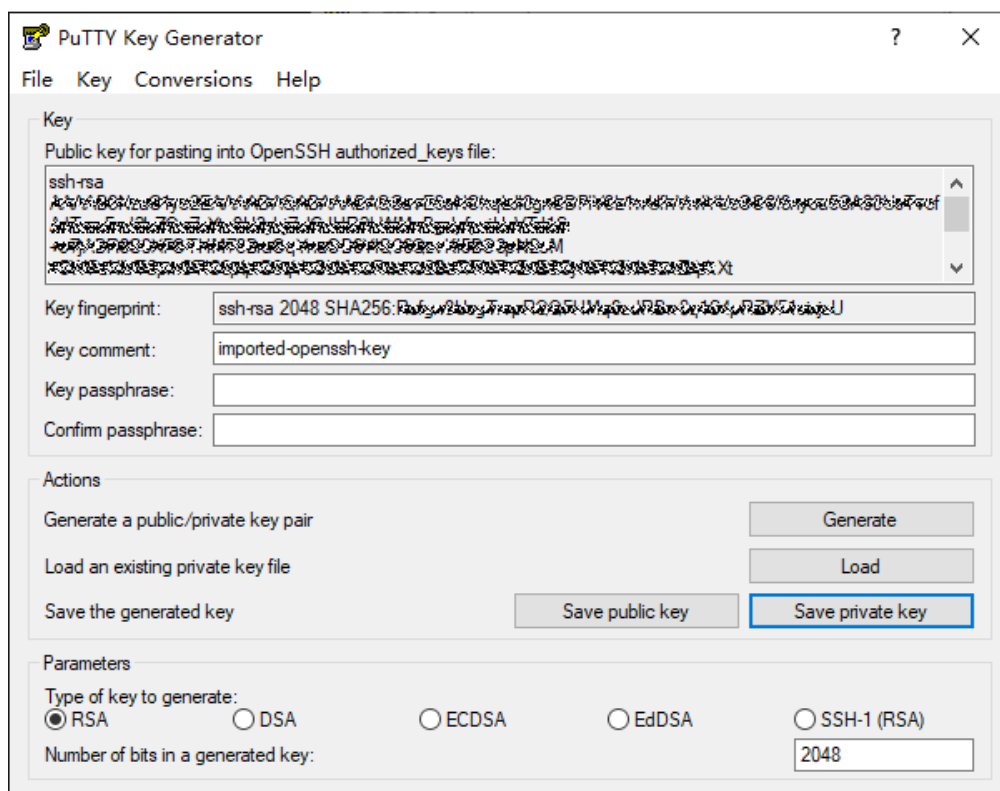 PuTTY Key Generator
?
File Key Conversions Help
Key
Public key for pasting into OpenSSH authorized_keys file:
ssh-rsa
Xt
Key fingerprint: ssh-rsa 2048 SHA256:
Key comment: imported-openssh-key
Key passphrase:
Confirm passphrase:
Actions
Generate a public/private key pair Generate
Load an existing private key file Load
Save the generated key Save public key Save private key
Parameters
Type of key to generate:
RSA DSA ECDSA EdDSA SSH-1 (RSA)
Number of bits in a generated key: 2048